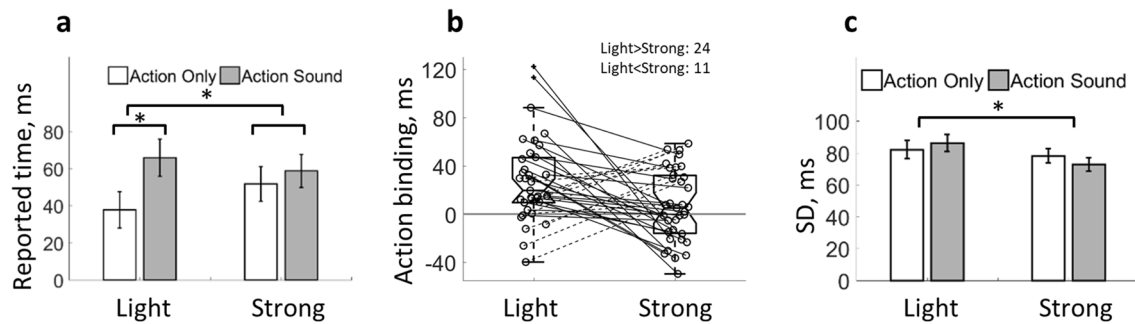 a
Action Only
Action Sound
*
*
Reported time, ms
80
60
40
20
0
Light
Strong
b
Light>Strong: 24
Light<Strong: 11
Action binding, ms
120
80
40
0
-40
Light
Strong
c
Action Only
Action Sound
*
SD, ms
100
80
60
40
20
0
Light
Strong